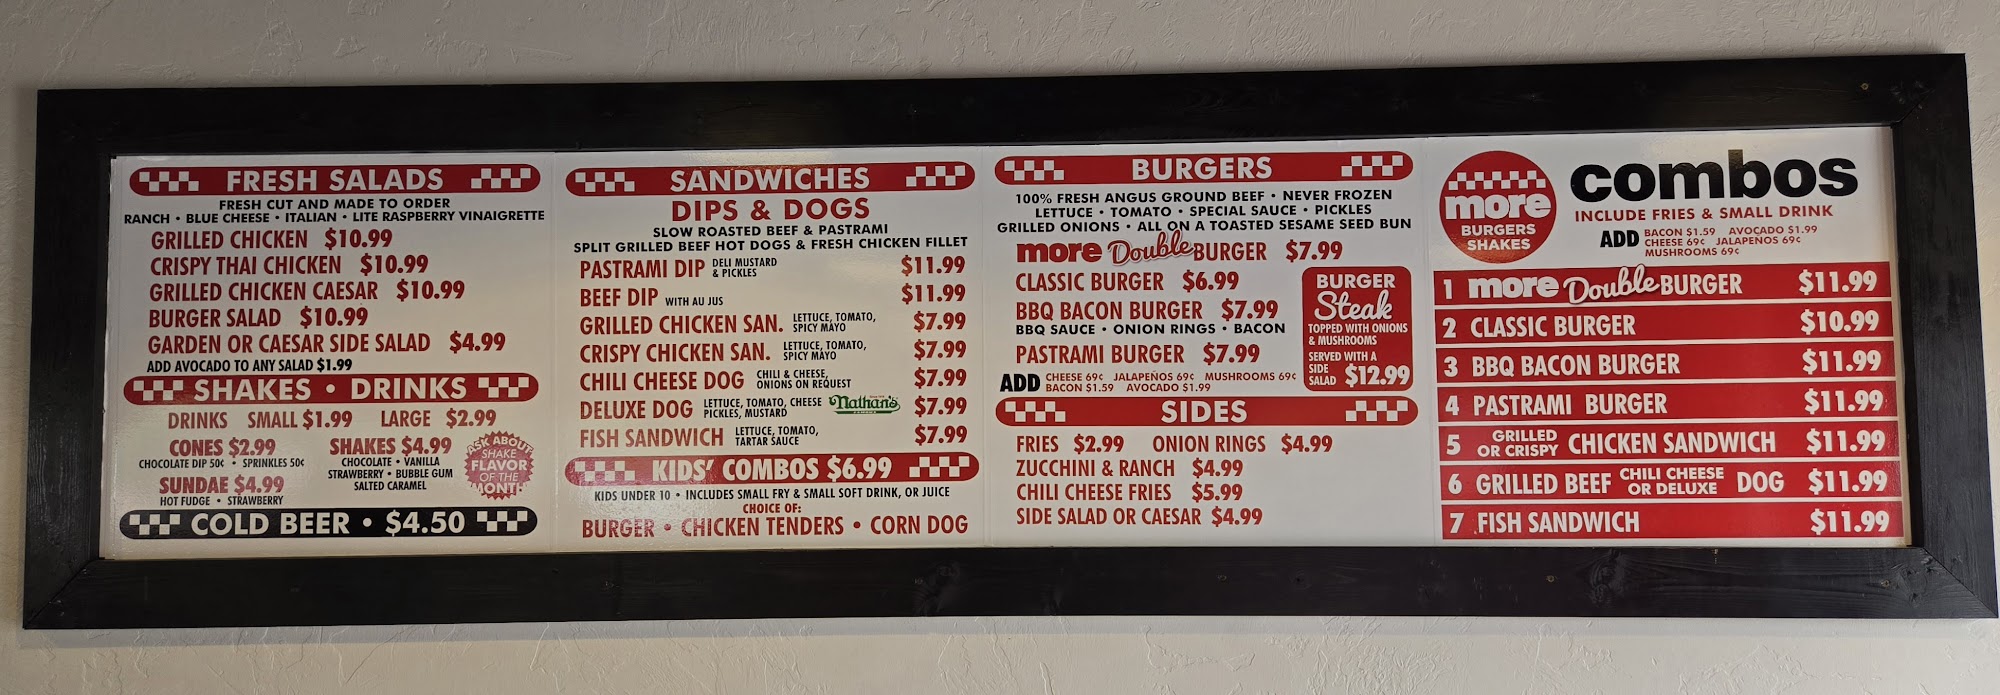 FRESH SALADS
FRESH CUT AND MADE TO ORDER
RANCH • BLUE CHEESE • ITALIAN • LITE RASPBERRY VINAIGRETTE
GRILLED CHICKEN $10.99
CRISPY THAI CHICKEN $10.99
GRILLED CHICKEN CAESAR $10.99
BURGER SALAD $10.99
GARDEN OR CAESAR SIDE SALAD $4.99
ADD AVOCADO TO ANY SALAD $1.99
SHAKES • DRINKS
DRINKS SMALL $1.99 LARGE $2.99
CONES $2.99
CHOCOLATE DIP 50¢ • SPRINKLES 50¢
SUNDAE $4.99
HOT FUDGE • STRAWBERRY
SHAKES $4.99
CHOCOLATE • VANILLA
STRAWBERRY • BUBBLE GUM
SALTED CARAMEL
ASK ABOUT
SHAKE
FLAVOR
OF THE
MONTH
COLD BEER • $4.50
SANDWICHES
DIPS & DOGS
SLOW ROASTED BEEF & PASTRAMI
SPLIT GRILLED BEEF HOT DOGS & FRESH CHICKEN FILLET
PASTRAMI DIP DELI MUSTARD & PICKLES $11.99
BEEF DIP WITH AU JUS $11.99
GRILLED CHICKEN SAN. LETTUCE, TOMATO, SPICY MAYO $7.99
CRISPY CHICKEN SAN. LETTUCE, TOMATO, SPICY MAYO $7.99
CHILI CHEESE DOG CHILI & CHEESE, ONIONS ON REQUEST $7.99
DELUXE DOG LETTUCE, TOMATO, CHEESE PICKLES, MUSTARD Nathan's $7.99
FISH SANDWICH LETTUCE, TOMATO, TARTAR SAUCE $7.99
KIDS' COMBOS $6.99
KIDS UNDER 10 • INCLUDES SMALL FRY & SMALL SOFT DRINK, OR JUICE
CHOICE OF:
BURGER • CHICKEN TENDERS • CORN DOG
BURGERS
100% FRESH ANGUS GROUND BEEF • NEVER FROZEN
LETTUCE • TOMATO • SPECIAL SAUCE • PICKLES
GRILLED ONIONS • ALL ON A TOASTED SESAME SEED BUN
more Double BURGER $7.99
CLASSIC BURGER $6.99
BBQ BACON BURGER $7.99
BBQ SAUCE • ONION RINGS • BACON
PASTRAMI BURGER $7.99
ADD CHEESE 69¢ JALAPEÑOS 69¢ MUSHROOMS 69¢
BACON $1.59 AVOCADO $1.99
BURGER
Steak
TOPPED WITH ONIONS
& MUSHROOMS
SERVED WITH A
SIDE
SALAD $12.99
SIDES
FRIES $2.99 ONION RINGS $4.99
ZUCCHINI & RANCH $4.99
CHILI CHEESE FRIES $5.99
SIDE SALAD OR CAESAR $4.99
more
BURGERS
SHAKES
combos
INCLUDE FRIES & SMALL DRINK
ADD BACON $1.59 AVOCADO $1.99
CHEESE 69¢ JALAPENOS 69¢
MUSHROOMS 69¢
1 more Double BURGER $11.99
2 CLASSIC BURGER $10.99
3 BBQ BACON BURGER $11.99
4 PASTRAMI BURGER $11.99
5 GRILLED OR CRISPY CHICKEN SANDWICH $11.99
6 GRILLED BEEF CHILI CHEESE OR DELUXE DOG $11.99
7 FISH SANDWICH $11.99